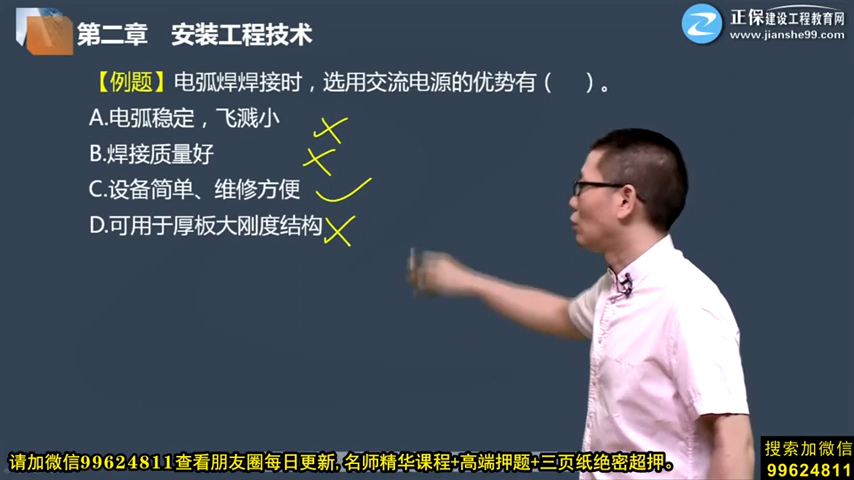 第二章 安装工程技术
正保建设工程教育网
www.jianshe99.com
【例题】电弧焊焊接时，选用交流电源的优势有（ ）。
A.电弧稳定，飞溅小
B.焊接质量好
C.设备简单、维修方便
D.可用于厚板大刚度结构
请加微信99624811查看朋友圈每日更新,名师精华课程+高端押题+三页纸绝密超押。
搜索加微信
99624811